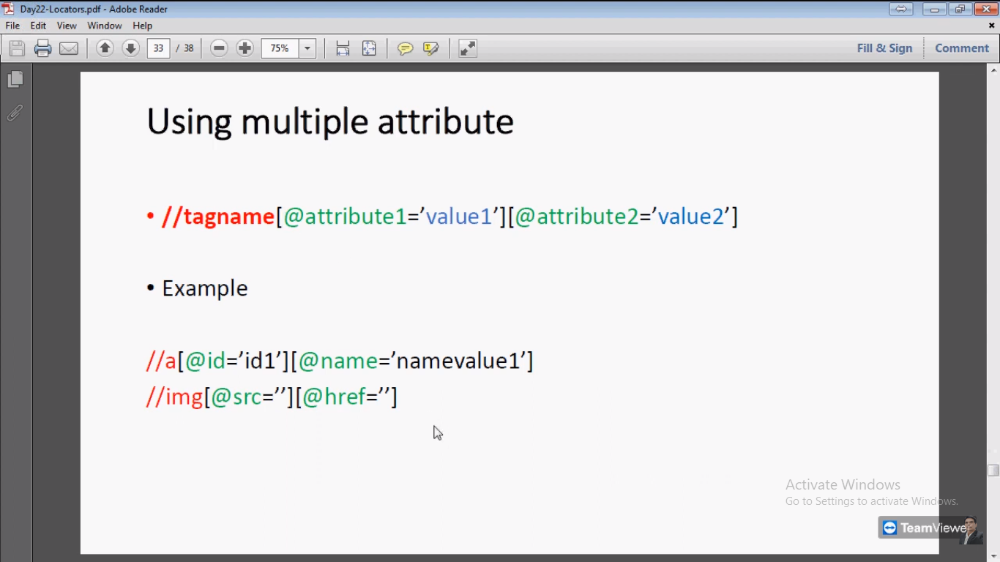 Day22-Locators.pdf - Adobe Reader
File Edit View Window Help
33 / 38 75% Fill & Sign Comment
Using multiple attribute
• //tagname[@attribute1=’value1’][@attribute2=’value2’]
• Example
//a[@id=’id1’][@name=’namevalue1’]
//img[@src=’’][@href=’’]
Activate Windows
Go to Settings to activate Windows.
TeamViewe